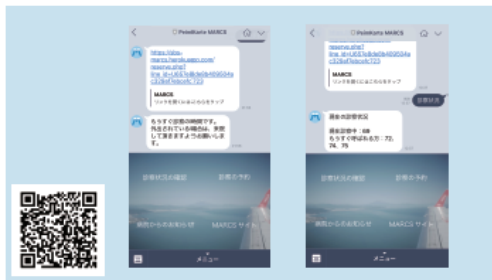 PelmKarte MARCS
MARCS
リンクを開くにはこちらをタップ
もうすぐ診察の時間です。
外出されている場合は、来院
して頂きますようお願いしま
す。
診察状況の確認
診察の予約
病院からのお知らせ
MARCS サイト
メニュー
PelmKarte MARCS
MARCS
リンクを開くにはこちらをタップ
診察状況
現在の診察状況
現在診察中：68
もうすぐ呼ばれる方：72,
74, 75
診察状況の確認
診察の予約
病院からのお知らせ
MARCS サイト
メニュー